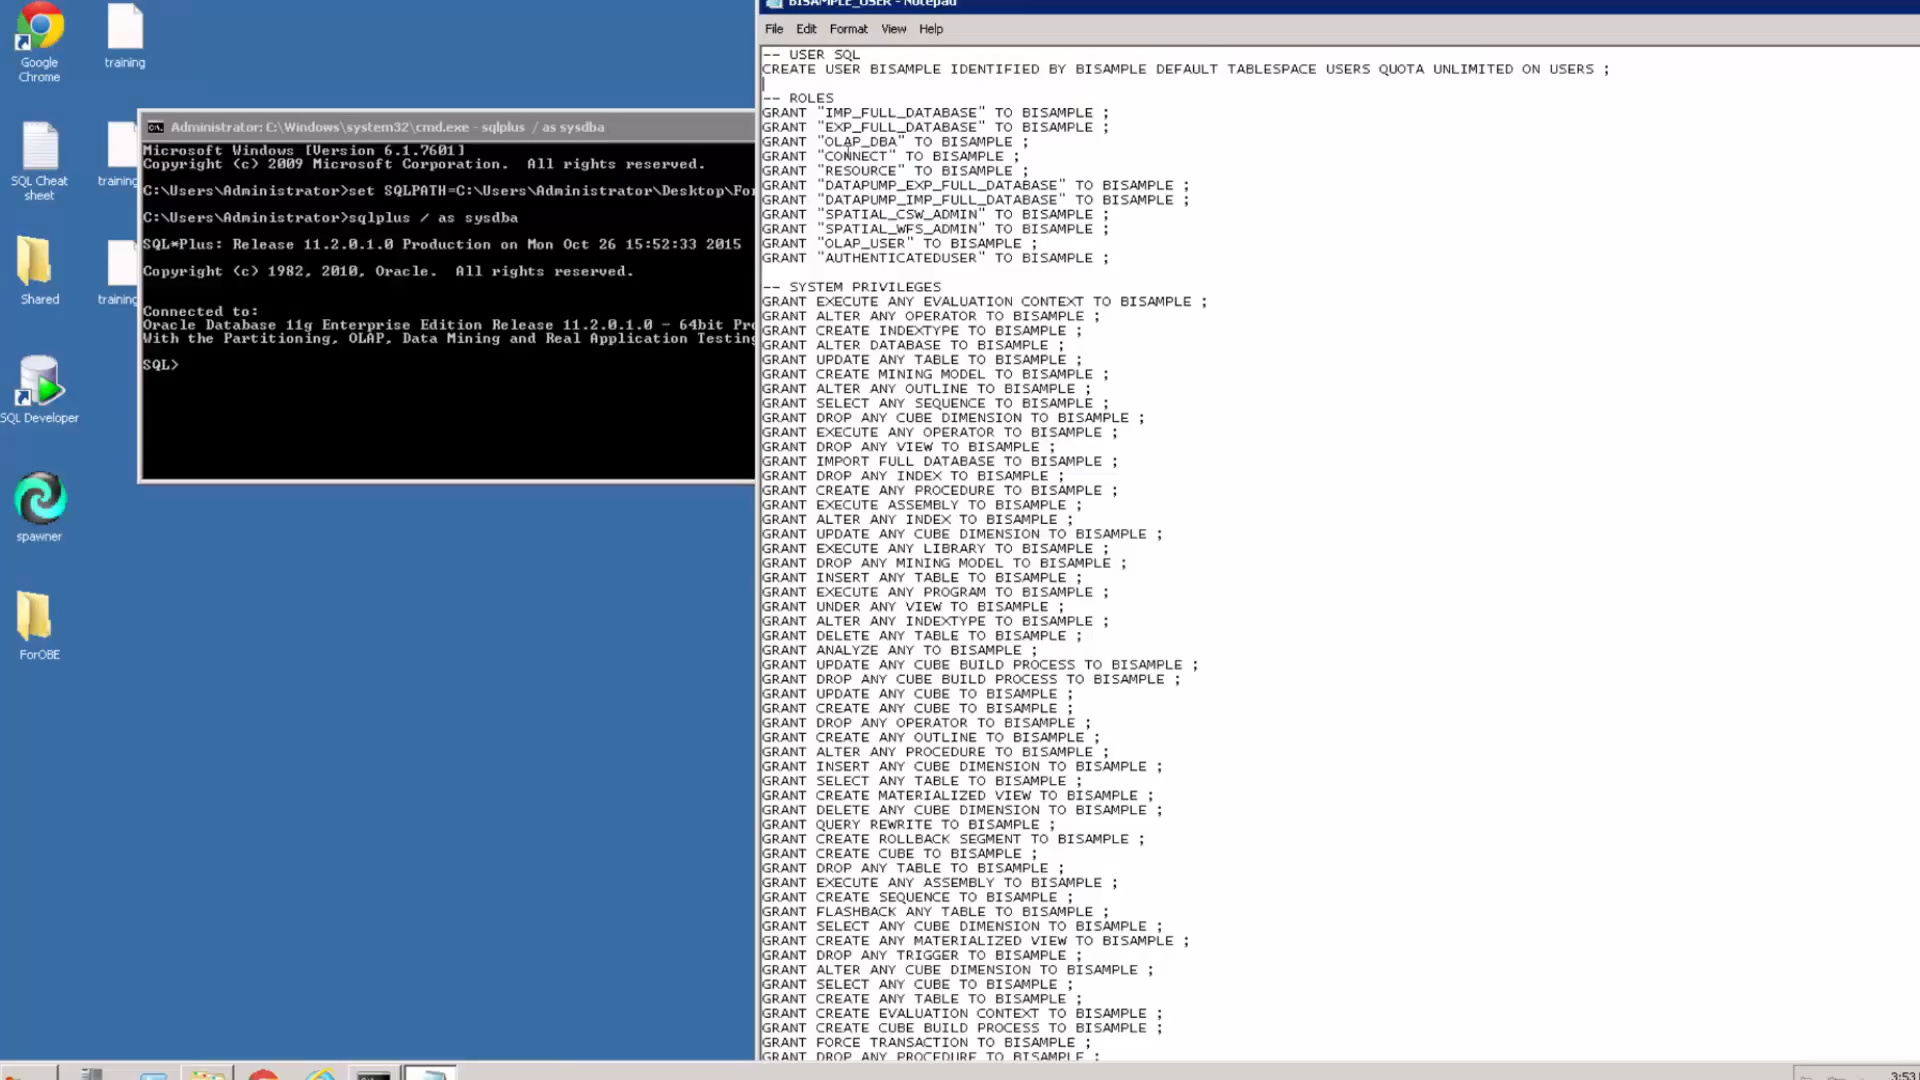 Google
Chrome
training
SQL Cheat
sheet
training
Shared
training
SQL Developer
spawner
ForOBE
Administrator: C:\Windows\system32\cmd.exe - sqlplus / as sysdba
Microsoft Windows [Version 6.1.7601]
Copyright (c) 2009 Microsoft Corporation. All rights reserved.
C:\Users\Administrator>set SQLPATH=C:\Users\Administrator\Desktop\For
C:\Users\Administrator>sqlplus / as sysdba
SQL*Plus: Release 11.2.0.1.0 Production on Mon Oct 26 15:52:33 2015
Copyright (c) 1982, 2010, Oracle. All rights reserved.
Connected to:
Oracle Database 11g Enterprise Edition Release 11.2.0.1.0 - 64bit Pr
With the Partitioning, OLAP, Data Mining and Real Application Testing
SQL>
BISAMPLE_USER - Notepad
File Edit Format View Help
-- USER SQL
CREATE USER BISAMPLE IDENTIFIED BY BISAMPLE DEFAULT TABLESPACE USERS QUOTA UNLIMITED ON USERS ;
-- ROLES
GRANT "IMP_FULL_DATABASE" TO BISAMPLE ;
GRANT "EXP_FULL_DATABASE" TO BISAMPLE ;
GRANT "OLAP_DBA" TO BISAMPLE ;
GRANT "CONNECT" TO BISAMPLE ;
GRANT "RESOURCE" TO BISAMPLE ;
GRANT "DATAPUMP_EXP_FULL_DATABASE" TO BISAMPLE ;
GRANT "DATAPUMP_IMP_FULL_DATABASE" TO BISAMPLE ;
GRANT "SPATIAL_CSW_ADMIN" TO BISAMPLE ;
GRANT "SPATIAL_WFS_ADMIN" TO BISAMPLE ;
GRANT "OLAP_USER" TO BISAMPLE ;
GRANT "AUTHENTICATEDUSER" TO BISAMPLE ;
-- SYSTEM PRIVILEGES
GRANT EXECUTE ANY EVALUATION CONTEXT TO BISAMPLE ;
GRANT ALTER ANY OPERATOR TO BISAMPLE ;
GRANT CREATE INDEXTYPE TO BISAMPLE ;
GRANT ALTER DATABASE TO BISAMPLE ;
GRANT UPDATE ANY TABLE TO BISAMPLE ;
GRANT CREATE MINING MODEL TO BISAMPLE ;
GRANT ALTER ANY OUTLINE TO BISAMPLE ;
GRANT SELECT ANY SEQUENCE TO BISAMPLE ;
GRANT DROP ANY CUBE DIMENSION TO BISAMPLE ;
GRANT EXECUTE ANY OPERATOR TO BISAMPLE ;
GRANT DROP ANY VIEW TO BISAMPLE ;
GRANT IMPORT FULL DATABASE TO BISAMPLE ;
GRANT DROP ANY INDEX TO BISAMPLE ;
GRANT CREATE ANY PROCEDURE TO BISAMPLE ;
GRANT EXECUTE ASSEMBLY TO BISAMPLE ;
GRANT ALTER ANY INDEX TO BISAMPLE ;
GRANT UPDATE ANY CUBE DIMENSION TO BISAMPLE ;
GRANT EXECUTE ANY LIBRARY TO BISAMPLE ;
GRANT DROP ANY MINING MODEL TO BISAMPLE ;
GRANT INSERT ANY TABLE TO BISAMPLE ;
GRANT EXECUTE ANY PROGRAM TO BISAMPLE ;
GRANT UNDER ANY VIEW TO BISAMPLE ;
GRANT ALTER ANY INDEXTYPE TO BISAMPLE ;
GRANT DELETE ANY TABLE TO BISAMPLE ;
GRANT ANALYZE ANY TO BISAMPLE ;
GRANT UPDATE ANY CUBE BUILD PROCESS TO BISAMPLE ;
GRANT DROP ANY CUBE BUILD PROCESS TO BISAMPLE ;
GRANT UPDATE ANY CUBE TO BISAMPLE ;
GRANT CREATE ANY CUBE TO BISAMPLE ;
GRANT DROP ANY OPERATOR TO BISAMPLE ;
GRANT CREATE ANY OUTLINE TO BISAMPLE ;
GRANT ALTER ANY PROCEDURE TO BISAMPLE ;
GRANT INSERT ANY CUBE DIMENSION TO BISAMPLE ;
GRANT SELECT ANY TABLE TO BISAMPLE ;
GRANT CREATE MATERIALIZED VIEW TO BISAMPLE ;
GRANT DELETE ANY CUBE DIMENSION TO BISAMPLE ;
GRANT QUERY REWRITE TO BISAMPLE ;
GRANT CREATE ROLLBACK SEGMENT TO BISAMPLE ;
GRANT CREATE CUBE TO BISAMPLE ;
GRANT DROP ANY TABLE TO BISAMPLE ;
GRANT EXECUTE ANY ASSEMBLY TO BISAMPLE ;
GRANT CREATE SEQUENCE TO BISAMPLE ;
GRANT FLASHBACK ANY TABLE TO BISAMPLE ;
GRANT SELECT ANY CUBE DIMENSION TO BISAMPLE ;
GRANT CREATE ANY MATERIALIZED VIEW TO BISAMPLE ;
GRANT DROP ANY TRIGGER TO BISAMPLE ;
GRANT ALTER ANY CUBE DIMENSION TO BISAMPLE ;
GRANT SELECT ANY CUBE TO BISAMPLE ;
GRANT CREATE ANY TABLE TO BISAMPLE ;
GRANT CREATE EVALUATION CONTEXT TO BISAMPLE ;
GRANT CREATE CUBE BUILD PROCESS TO BISAMPLE ;
GRANT FORCE TRANSACTION TO BISAMPLE ;
GRANT DROP ANY PROCEDURE TO BISAMPLE ;
3:53